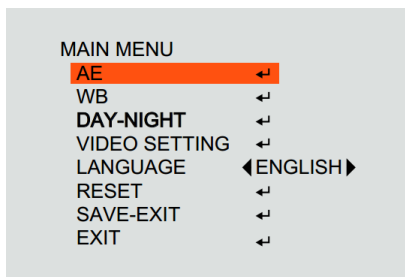 MAIN MENU
AE ↵
WB ↵
DAY-NIGHT ↵
VIDEO SETTING ↵
LANGUAGE ◀ENGLISH▶
RESET ↵
SAVE-EXIT ↵
EXIT ↵